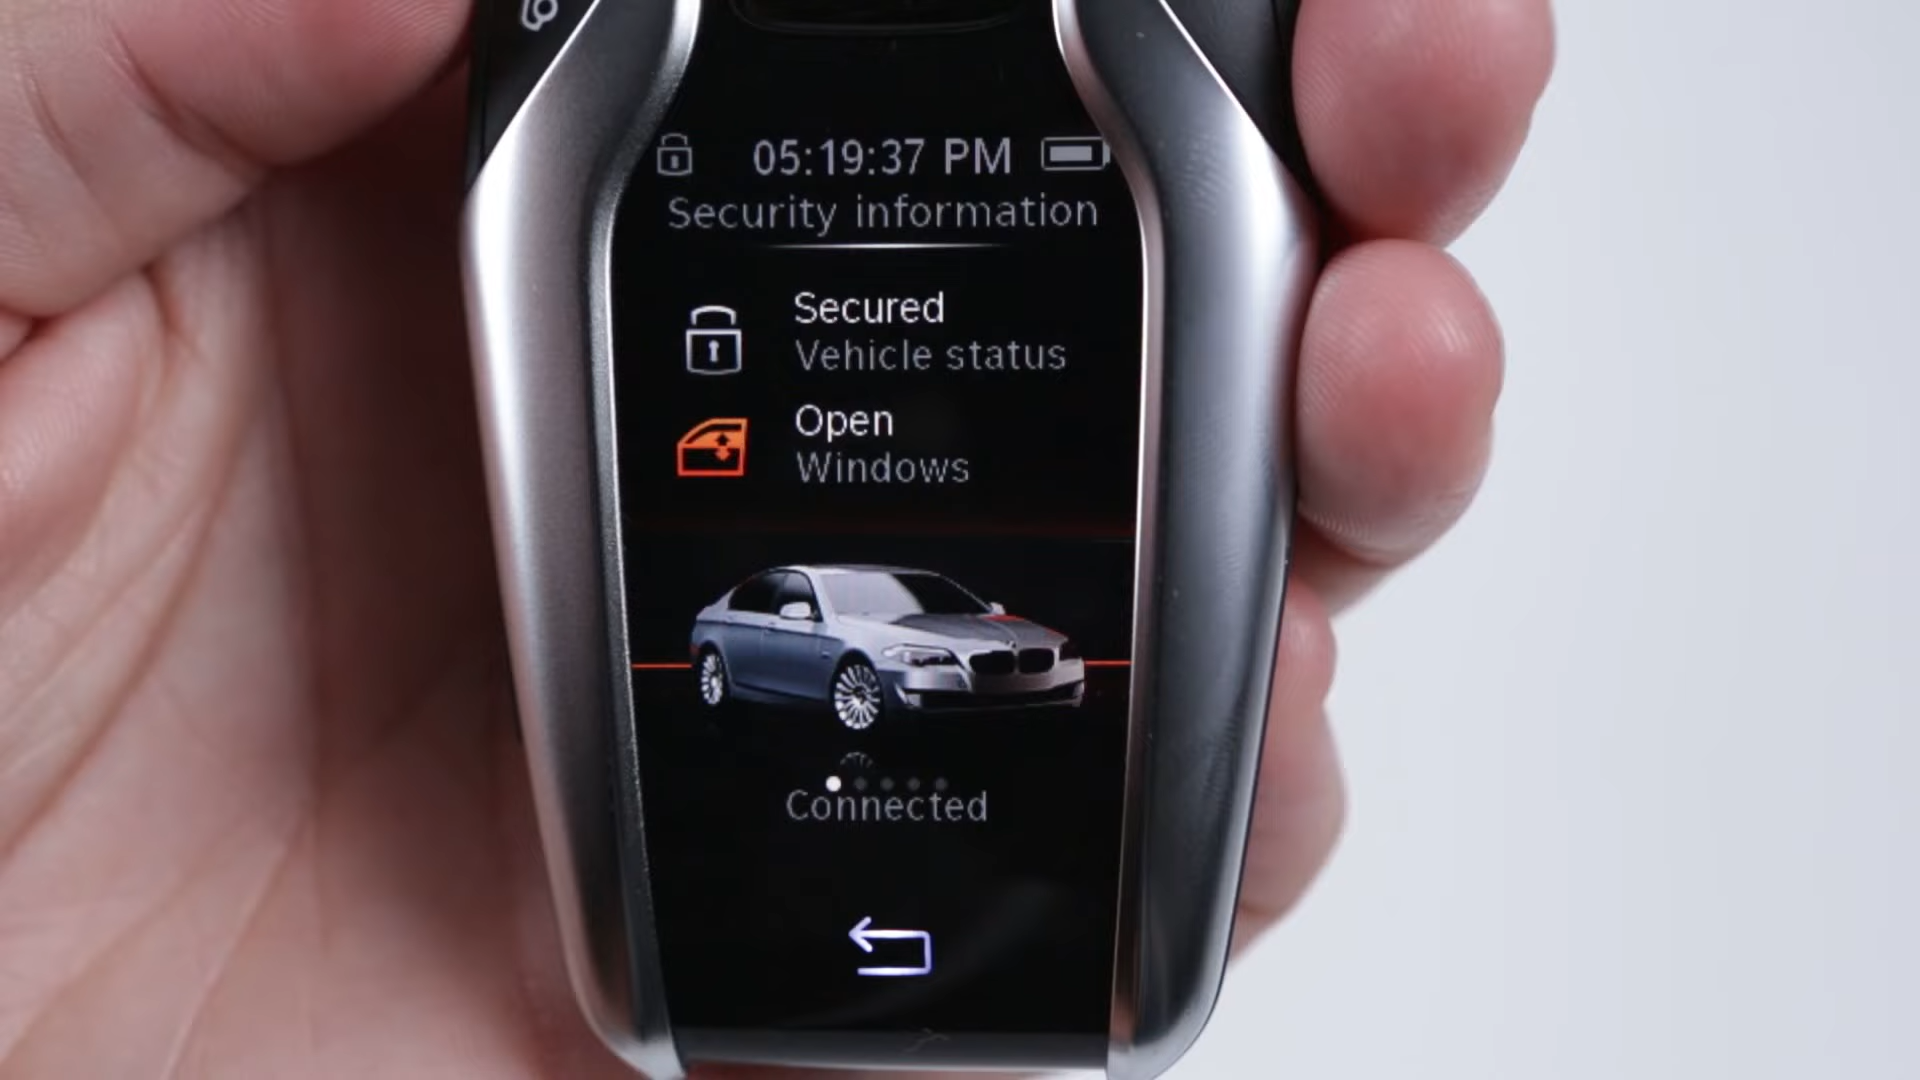 05:19:37 PM
Security information
Secured
Vehicle status
Open
Windows
Connected